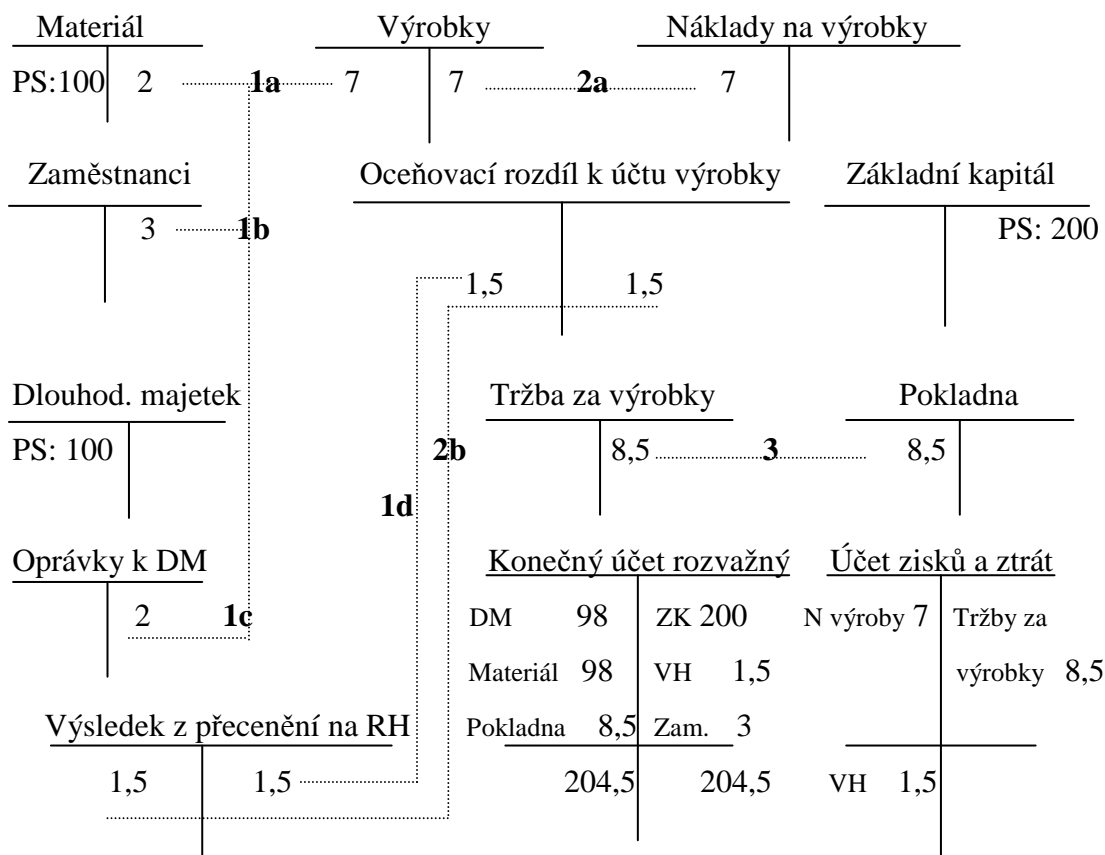 Materiál Výrobky Náklady na výrobky
PS:100 2 1a 7 7 2a 7
Zaměstnanci Oceňovací rozdíl k účtu výrobky Základní kapitál
3 1b PS: 200
1,5 1,5
Dlouhod. majetek Tržba za výrobky Pokladna
PS: 100 2b 8,5 3 8,5
1d
Oprávky k DM Konečný účet rozvažný Účet zisků a ztrát
2 1c DM 98 ZK 200 N výroby 7 Tržby za
Materiál 98 VH 1,5 výrobky 8,5
Výsledek z přecenění na RH Pokladna 8,5 Zam. 3
1,5 1,5 204,5 204,5 VH 1,5